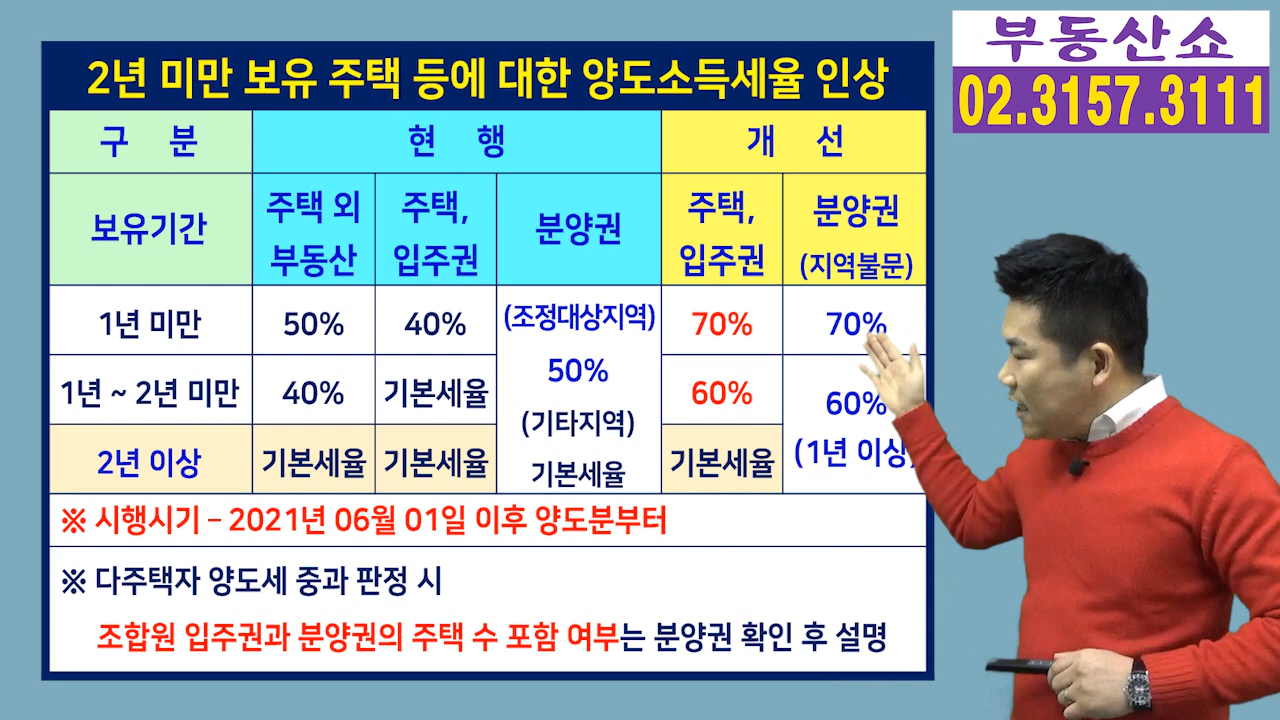 부동산쇼
02.3157.3111
2년 미만 보유 주택 등에 대한 양도소득세율 인상
구 분 현 행 개 선
보유기간 주택 외 부동산 주택, 입주권 분양권 주택, 입주권 분양권 (지역불문)
1년 미만 50% 40% (조정대상지역) 50% (기타지역) 기본세율 70% 70%
1년 ~ 2년 미만 40% 기본세율 60% 60% (1년 이상)
2년 이상 기본세율 기본세율 기본세율
※ 시행시기 – 2021년 06월 01일 이후 양도분부터
※ 다주택자 양도세 중과 판정 시
조합원 입주권과 분양권의 주택 수 포함 여부는 분양권 확인 후 설명